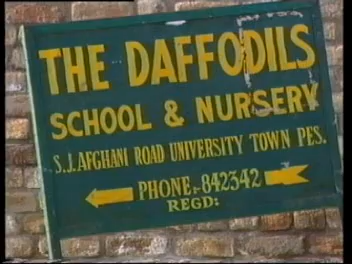 THE DAFFODILS
SCHOOL & NURSERY
S.J. AFGHANI ROAD UNIVERSITY TOWN PES.
PHONE:-842342
REGD: